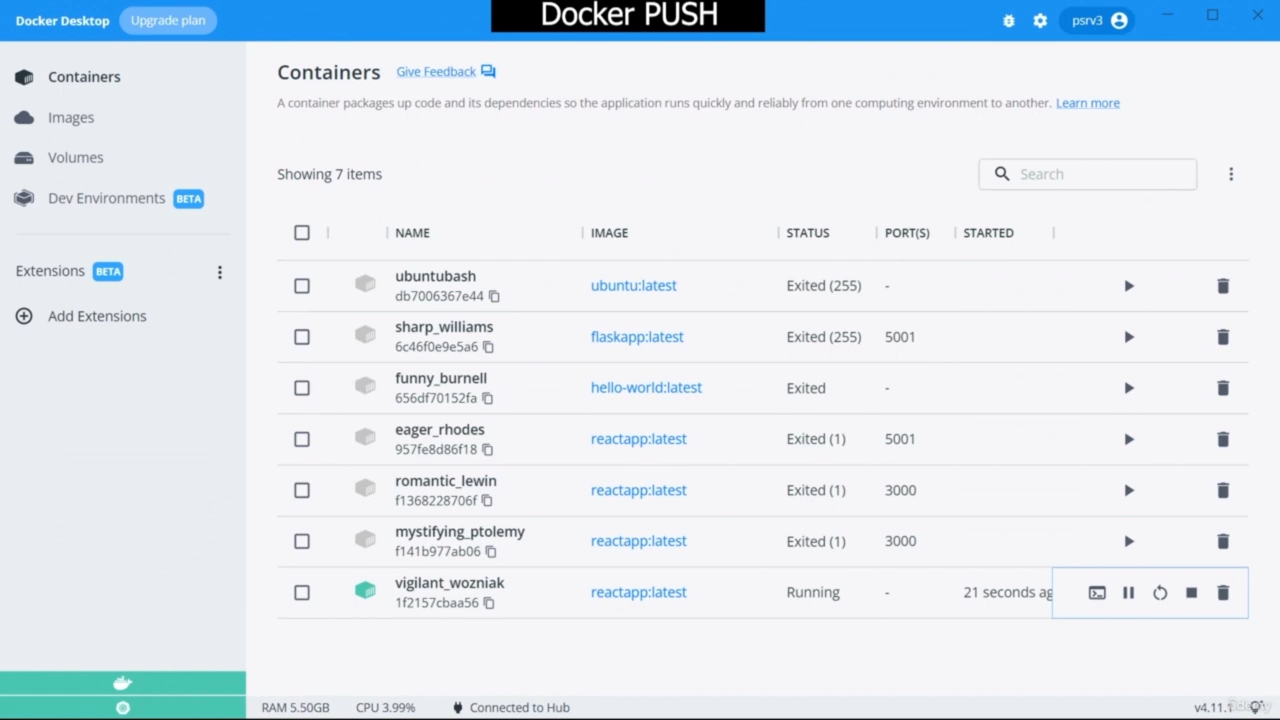 Docker PUSH
Docker Desktop
Upgrade plan
psrv3
Containers
Images
Volumes
Dev Environments BETA
Extensions BETA
Add Extensions
Containers Give Feedback
A container packages up code and its dependencies so the application runs quickly and reliably from one computing environment to another. Learn more
Showing 7 items
Search
NAME IMAGE STATUS PORT(S) STARTED
ubuntubash
db7006367e44
ubuntu:latest Exited (255) -
sharp_williams
6c46f0e9e5a6
flaskapp:latest Exited (255) 5001
funny_burnell
656df70152fa
hello-world:latest Exited -
eager_rhodes
957fe8d86f18
reactapp:latest Exited (1) 5001
romantic_lewin
f1368228706f
reactapp:latest Exited (1) 3000
mystifying_ptolemy
f141b977ab06
reactapp:latest Exited (1) 3000
vigilant_wozniak
1f2157cbaa56
reactapp:latest Running - 21 seconds ag
RAM 5.50GB CPU 3.99% Connected to Hub
v4.11.1